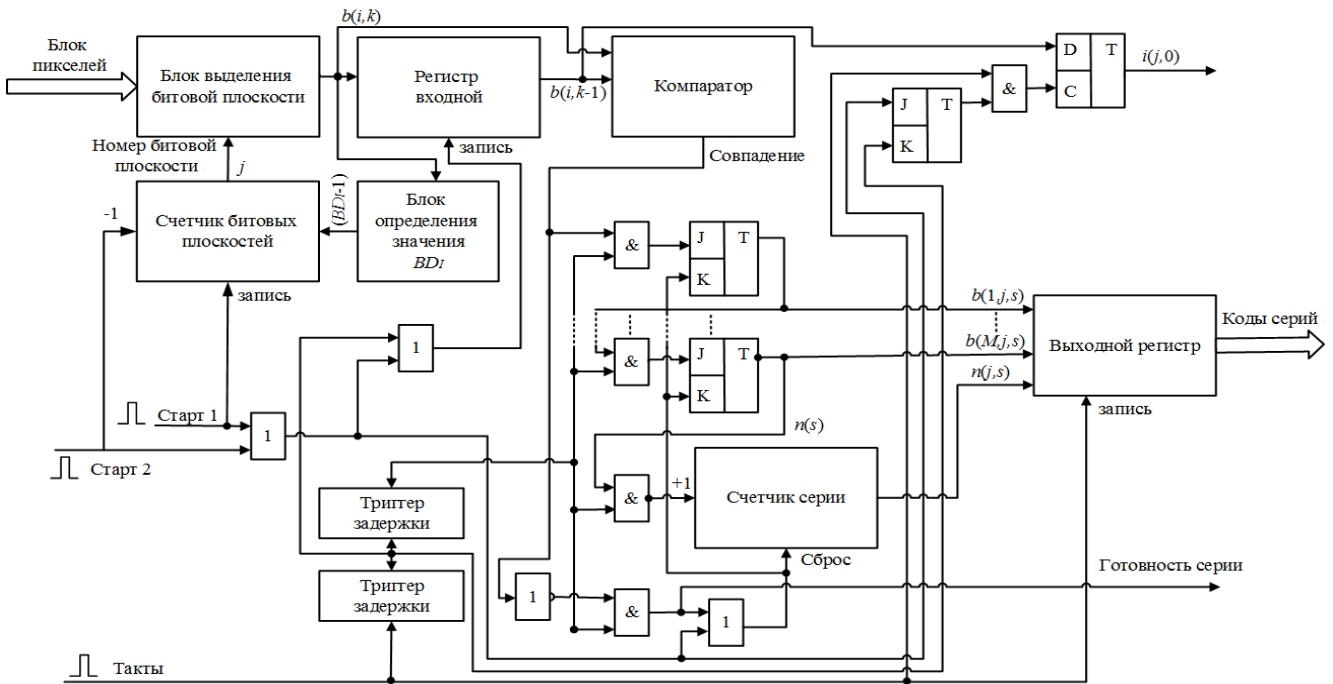 b(i,k)
Блок
пикселей
Блок выделения
битовой плоскости
Регистр
входной
b(i,k-1)
Компаратор
D
T
C
i(j,0)
&
J
T
K
Номер битовой
плоскости
j
запись
Совпадение
-1
Счетчик битовых
плоскостей
(BDI-1)
Блок
определения
значения
BDI
&
J
T
K
запись
b(1,j,s)
Коды серий
1
&
J
T
K
b(M,j,s)
Выходной регистр
n(j,s)
запись
Старт 1
1
n(s)
Старт 2
Триггер
задержки
&
+1
Счетчик серии
Сброс
Триггер
задержки
1
&
1
Готовность серии
Такты